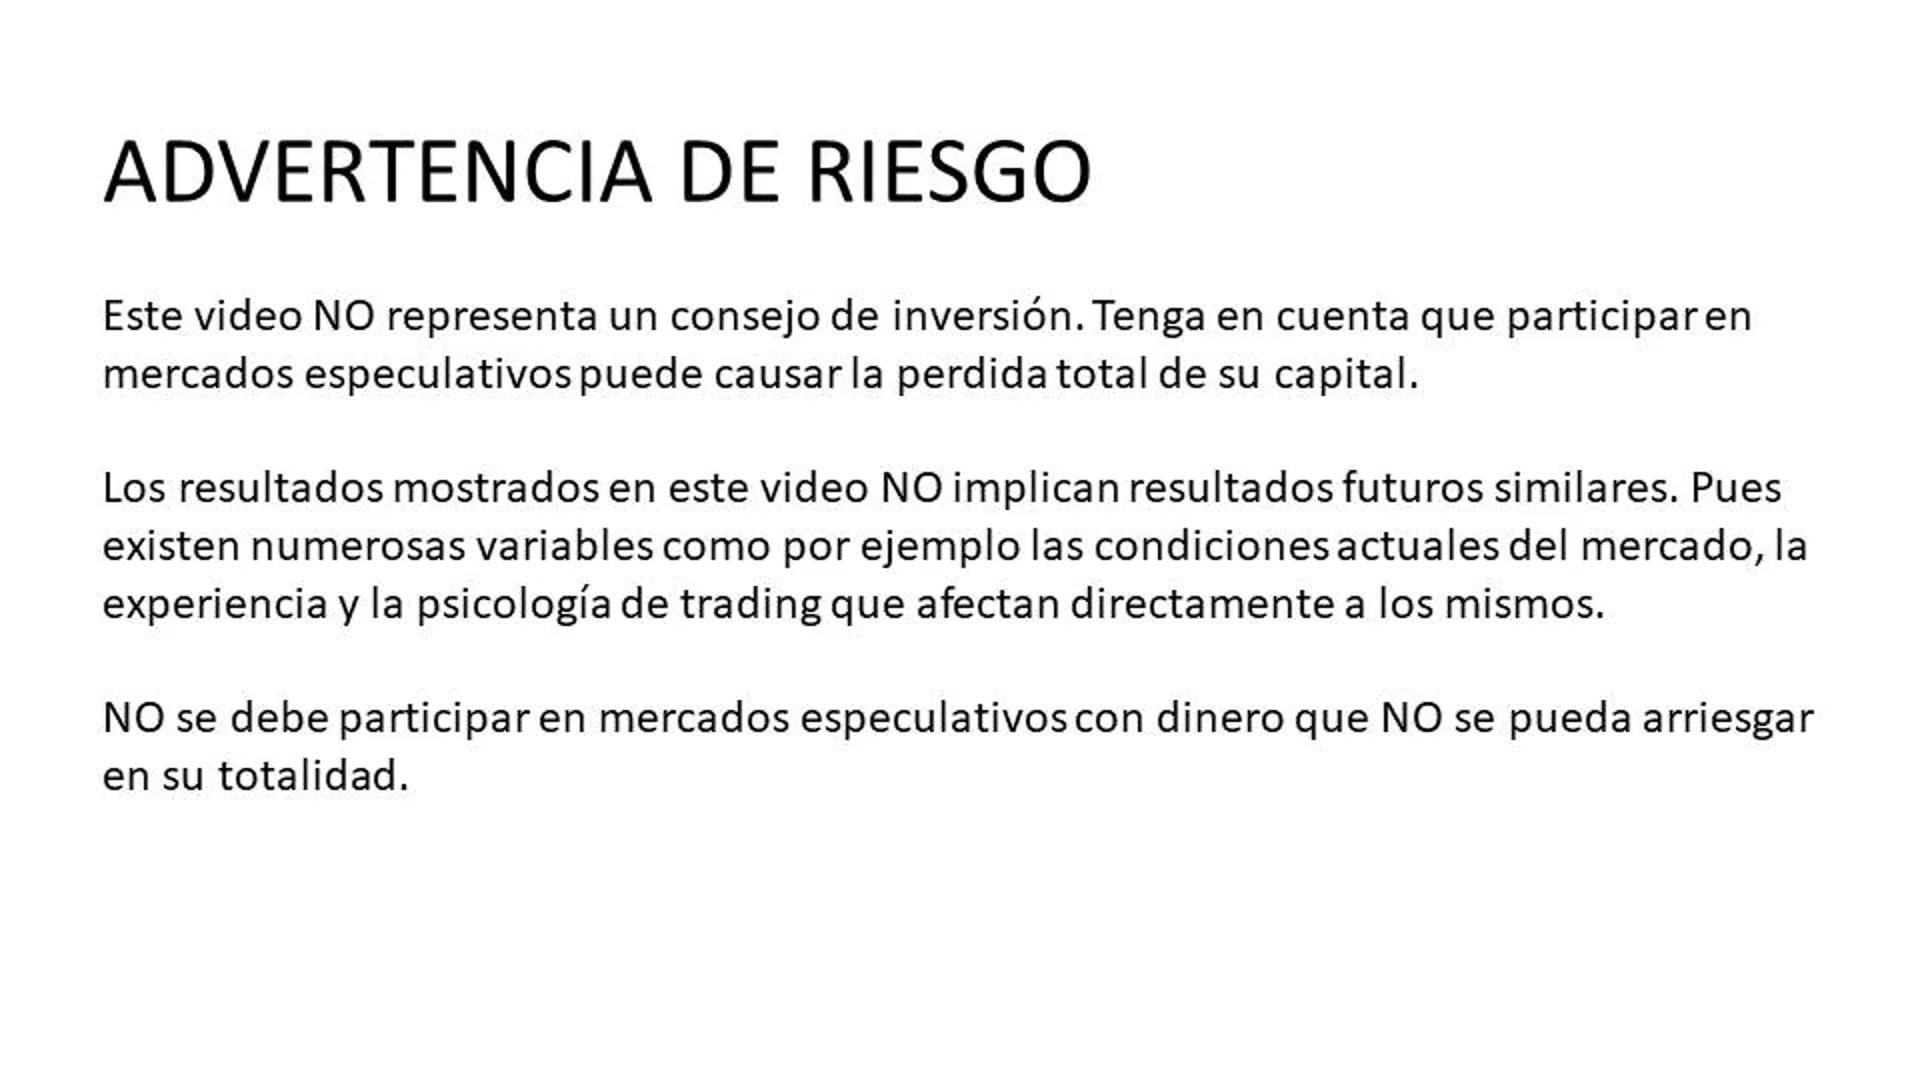 ADVERTENCIA DE RIESGO
Este video NO representa un consejo de inversión. Tenga en cuenta que participar en
mercados especulativos puede causar la perdida total de su capital.
Los resultados mostrados en este video NO implican resultados futuros similares. Pues
existen numerosas variables como por ejemplo las condiciones actuales del mercado, la
experiencia y la psicología de trading que afectan directamente a los mismos.
NO se debe participar en mercados especulativos con dinero que NO se pueda arriesgar
en su totalidad.